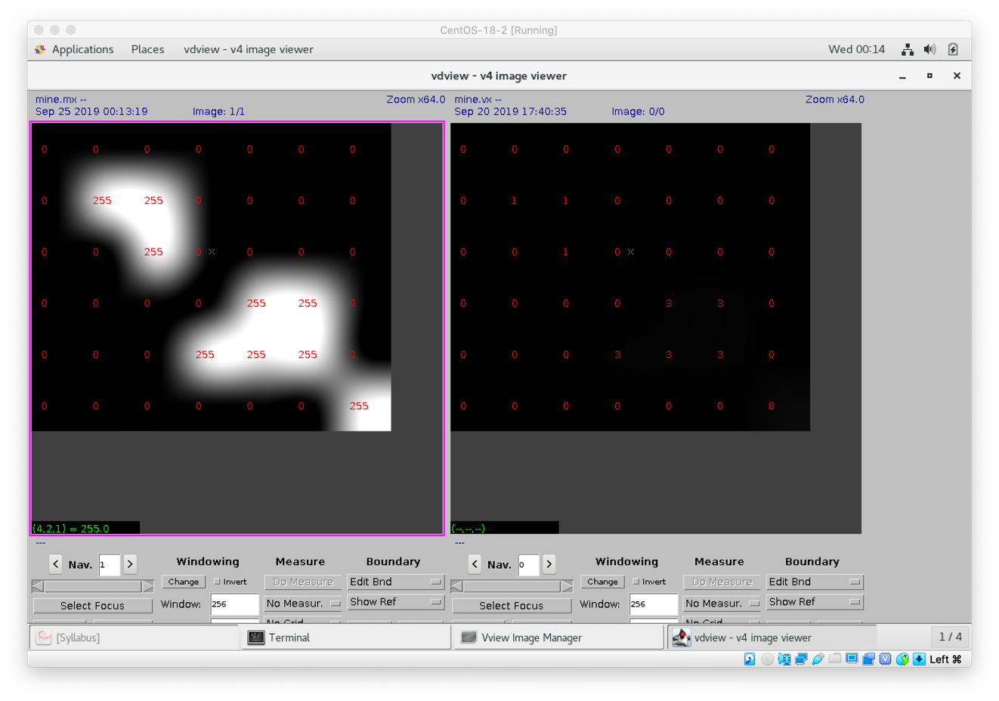 CentOS-18-2 [Running]
Applications Places vdview - v4 image viewer Wed 00:14
vdview - v4 image viewer
mine.mx -- Zoom x64.0
Sep 25 2019 00:13:19 Image: 1/1
0 0 0 0 0 0 0
0 255 255 0 0 0 0
0 0 255 0 0 0 0
0 0 0 0 255 255 0
0 0 0 255 255 255 0
0 0 0 0 0 0 255
(4,2,1) = 255.0
---
< Nav. 1 > Windowing Measure Boundary
Change Invert Do Measure Edit Bnd
Select Focus Window: 256 No Measur. Show Ref
No Grid
mine.vx -- Zoom x64.0
Sep 20 2019 17:40:35 Image: 0/0
0 0 0 0 0 0 0
0 1 1 0 0 0 0
0 0 1 0 0 0 0
0 0 0 0 3 3 0
0 0 0 3 3 3 0
0 0 0 0 0 0 8
(--,--,--)
---
< Nav. 0 > Windowing Measure Boundary
Change Invert Do Measure Edit Bnd
Select Focus Window: 256 No Measur. Show Ref
No Grid
[Syllabus] Terminal Vview Image Manager vdview - v4 image viewer 1 / 4
Left ⌘